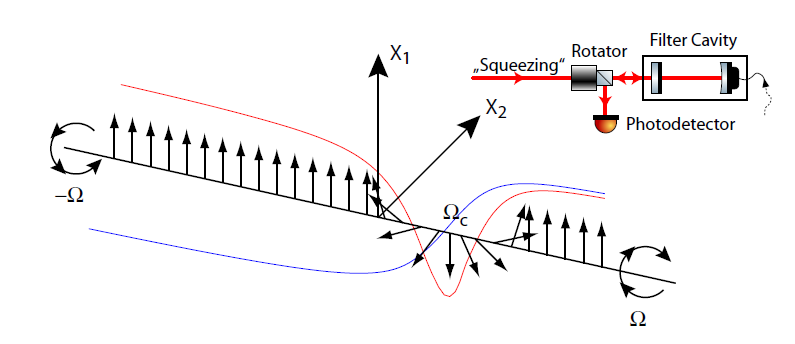 X1
X2
−Ω
Ωc
Ω
„Squeezing“
Rotator
Filter Cavity
Photodetector